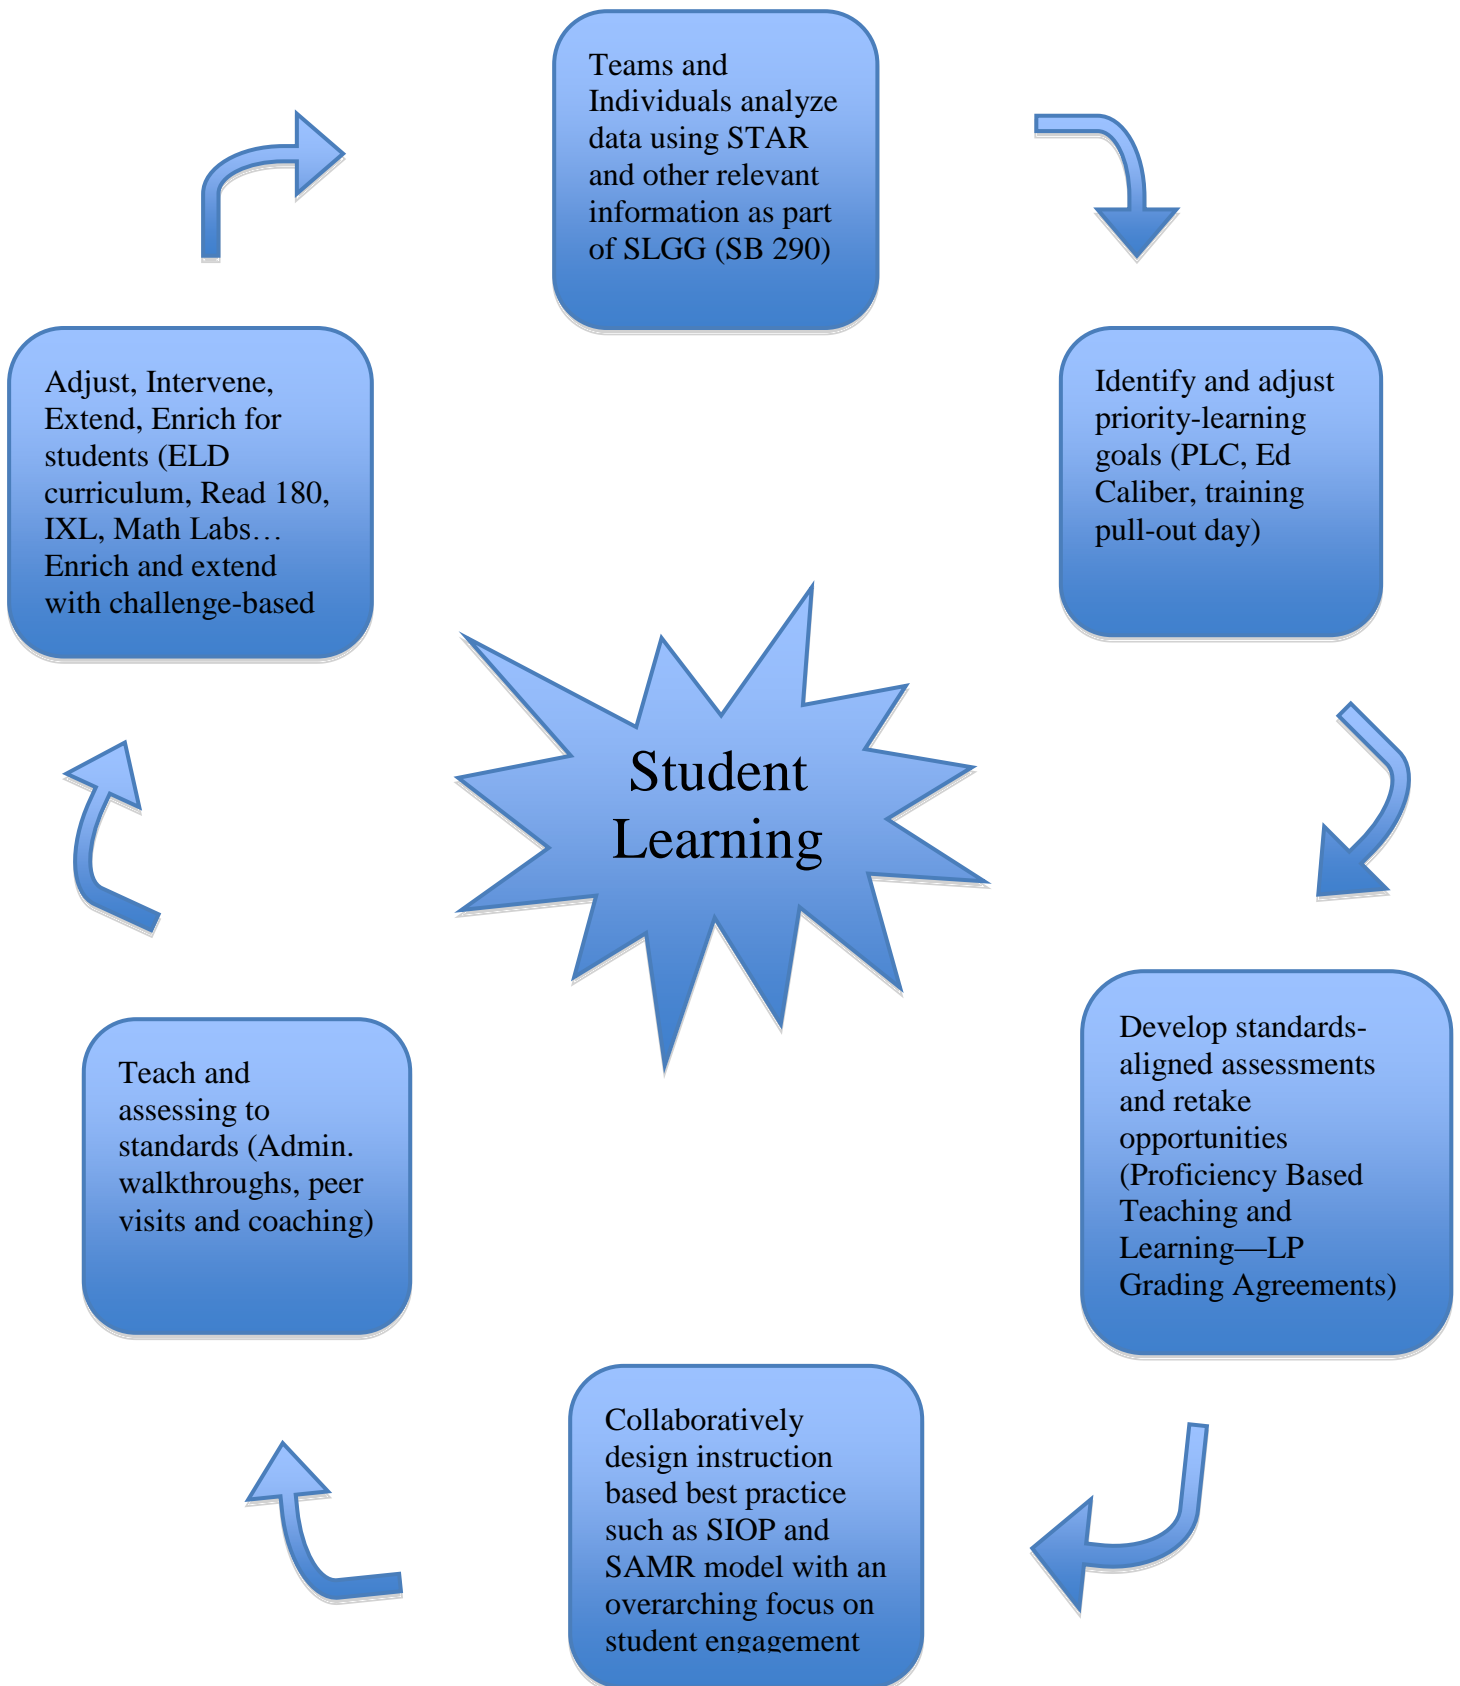 Teams and
Individuals analyze
data using STAR
and other relevant
information as part
of SLGG (SB 290)
Identify and adjust
priority-learning
goals (PLC, Ed
Caliber, training
pull-out day)
Develop standards-
aligned assessments
and retake
opportunities
(Proficiency Based
Teaching and
Learning—LP
Grading Agreements)
Collaboratively
design instruction
based best practice
such as SIOP and
SAMR model with an
overarching focus on
student engagement
Teach and
assessing to
standards (Admin.
walkthroughs, peer
visits and coaching)
Adjust, Intervene,
Extend, Enrich for
students (ELD
curriculum, Read 180,
IXL, Math Labs…
Enrich and extend
with challenge-based
Student
Learning